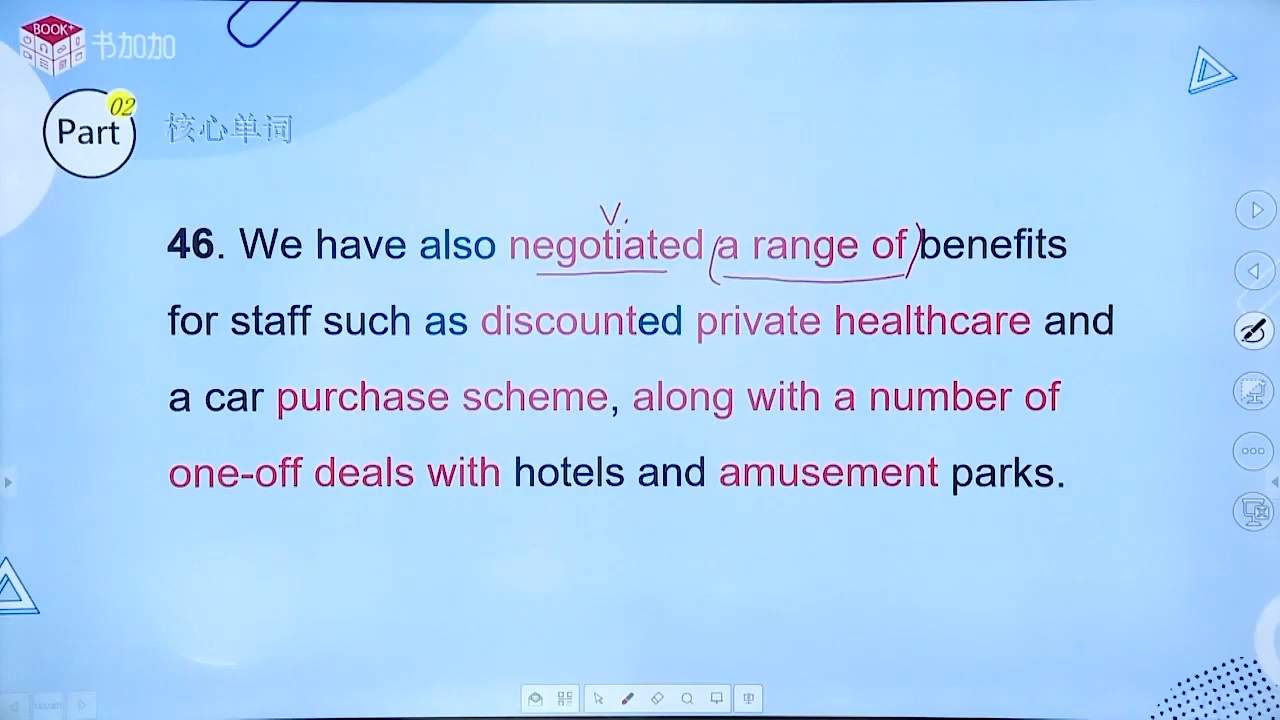 BOOK+
书加加
02
Part
核心单词
V.
46. We have also negotiated (a range of) benefits
for staff such as discounted private healthcare and
a car purchase scheme, along with a number of
one-off deals with hotels and amusement parks.